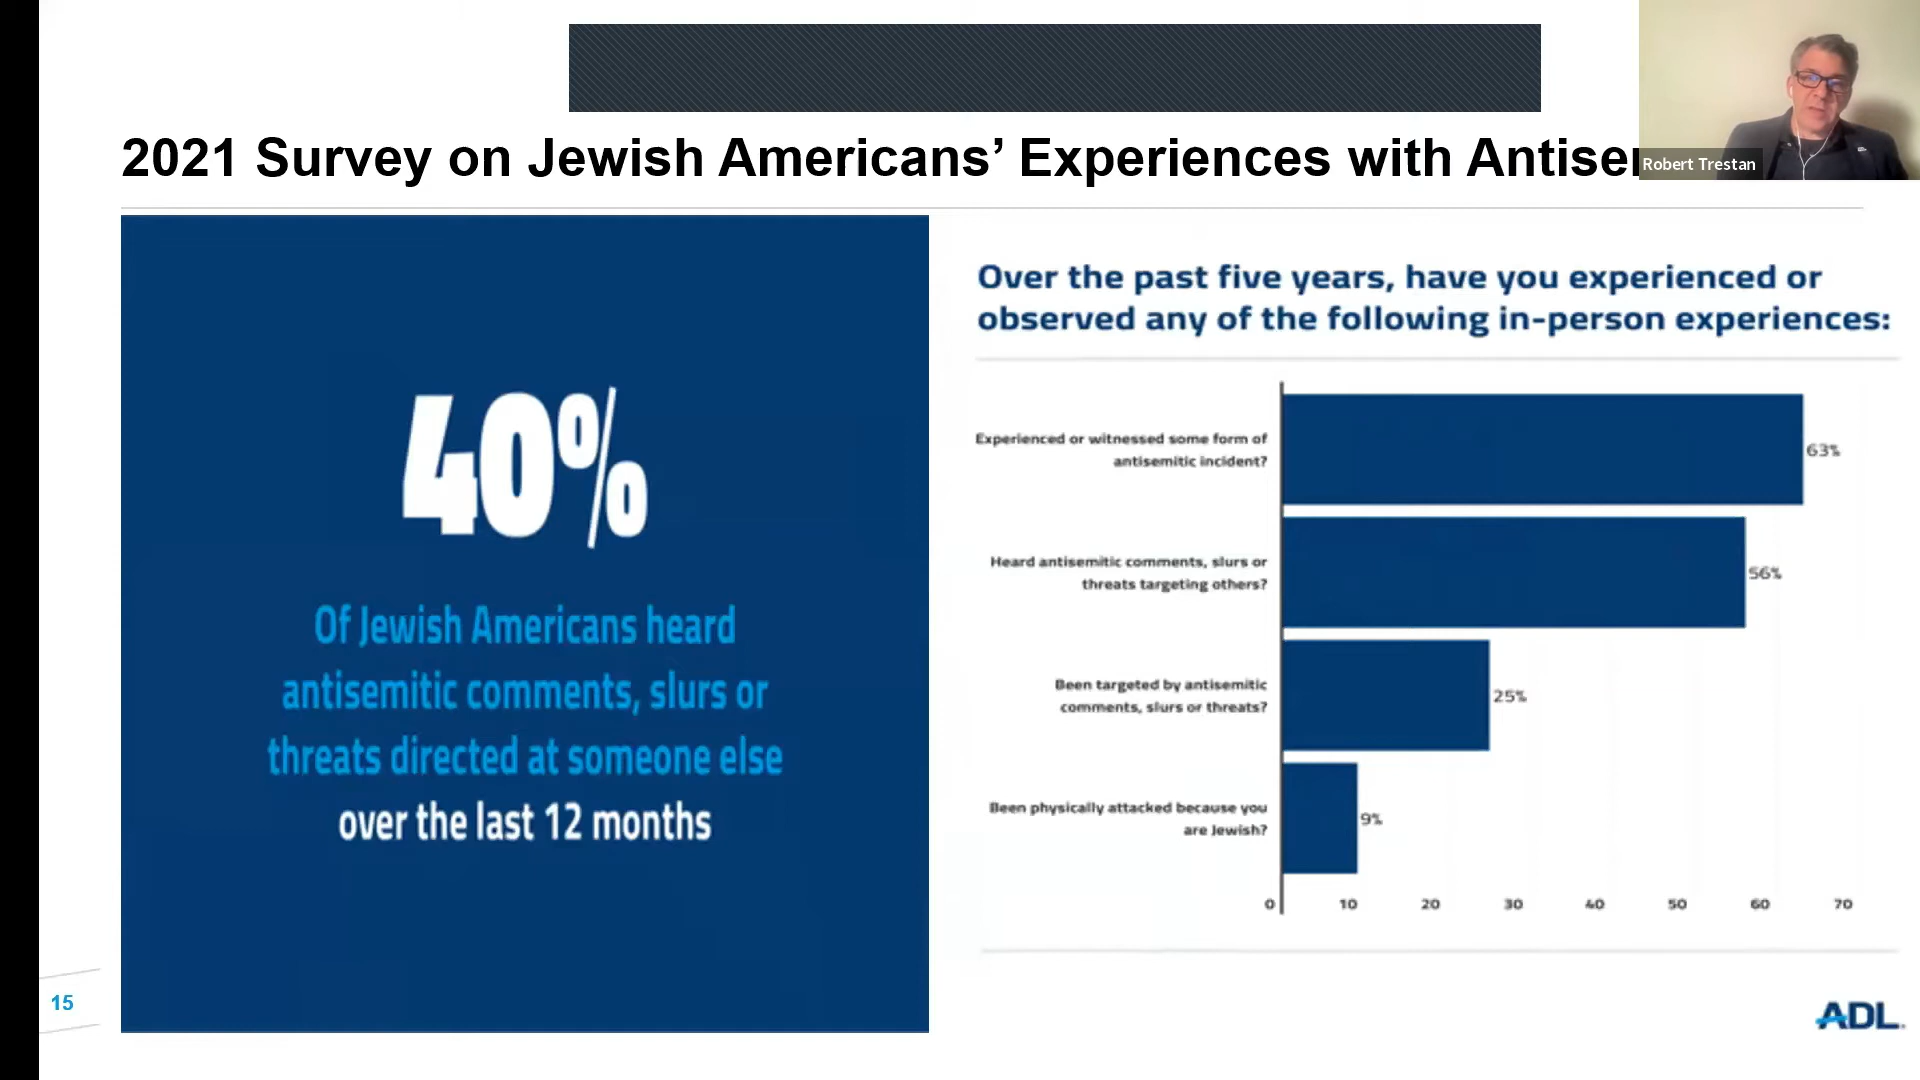 Robert Trestan
2021 Survey on Jewish Americans’ Experiences with Antise
40%
Of Jewish Americans heard
antisemitic comments, slurs or
threats directed at someone else
over the last 12 months
Over the past five years, have you experienced or
observed any of the following in-person experiences:
Experienced or witnessed some form of
antisemitic incident?
63%
Heard antisemitic comments, slurs or
threats targeting others?
56%
Been targeted by antisemitic
comments, slurs or threats?
25%
Been physically attacked because you
are Jewish?
9%
0 10 20 30 40 50 60 70
15
ADL